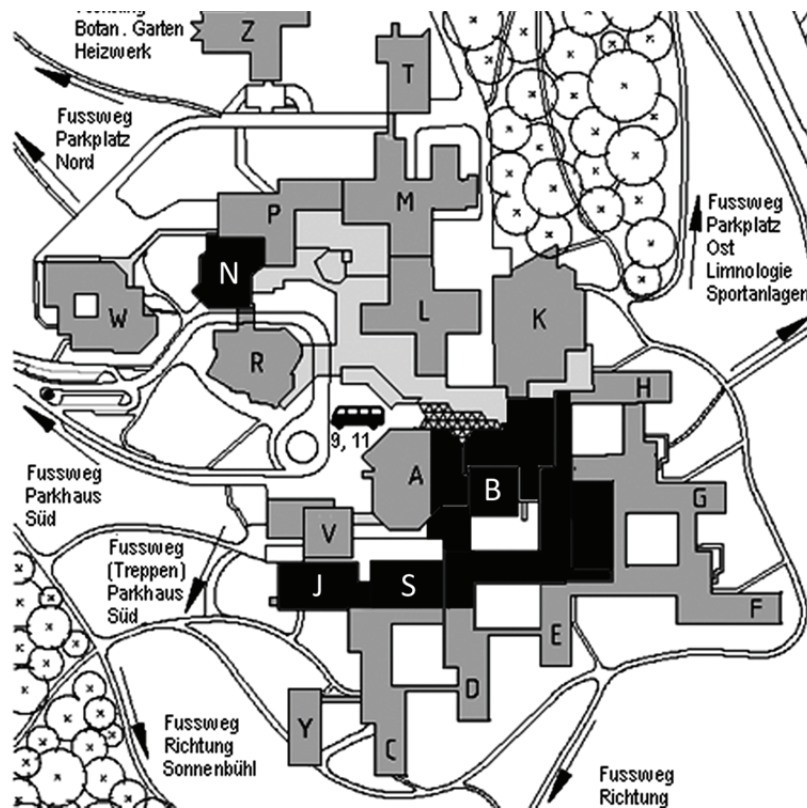 Botan . Garten
Heizwerk
Z
T
Fussweg
Parkplatz
Nord
P
M
Fussweg
Parkplatz
Ost
Limnologie
Sportanlagen
N
W
L
K
R
H
9, 11
A
B
G
Fussweg
Parkhaus
Süd
V
Fussweg
(Treppen)
Parkhaus
Süd
J
S
F
E
D
Y
C
Fussweg
Richtung
Sonnenbühl
Fussweg
Richtung